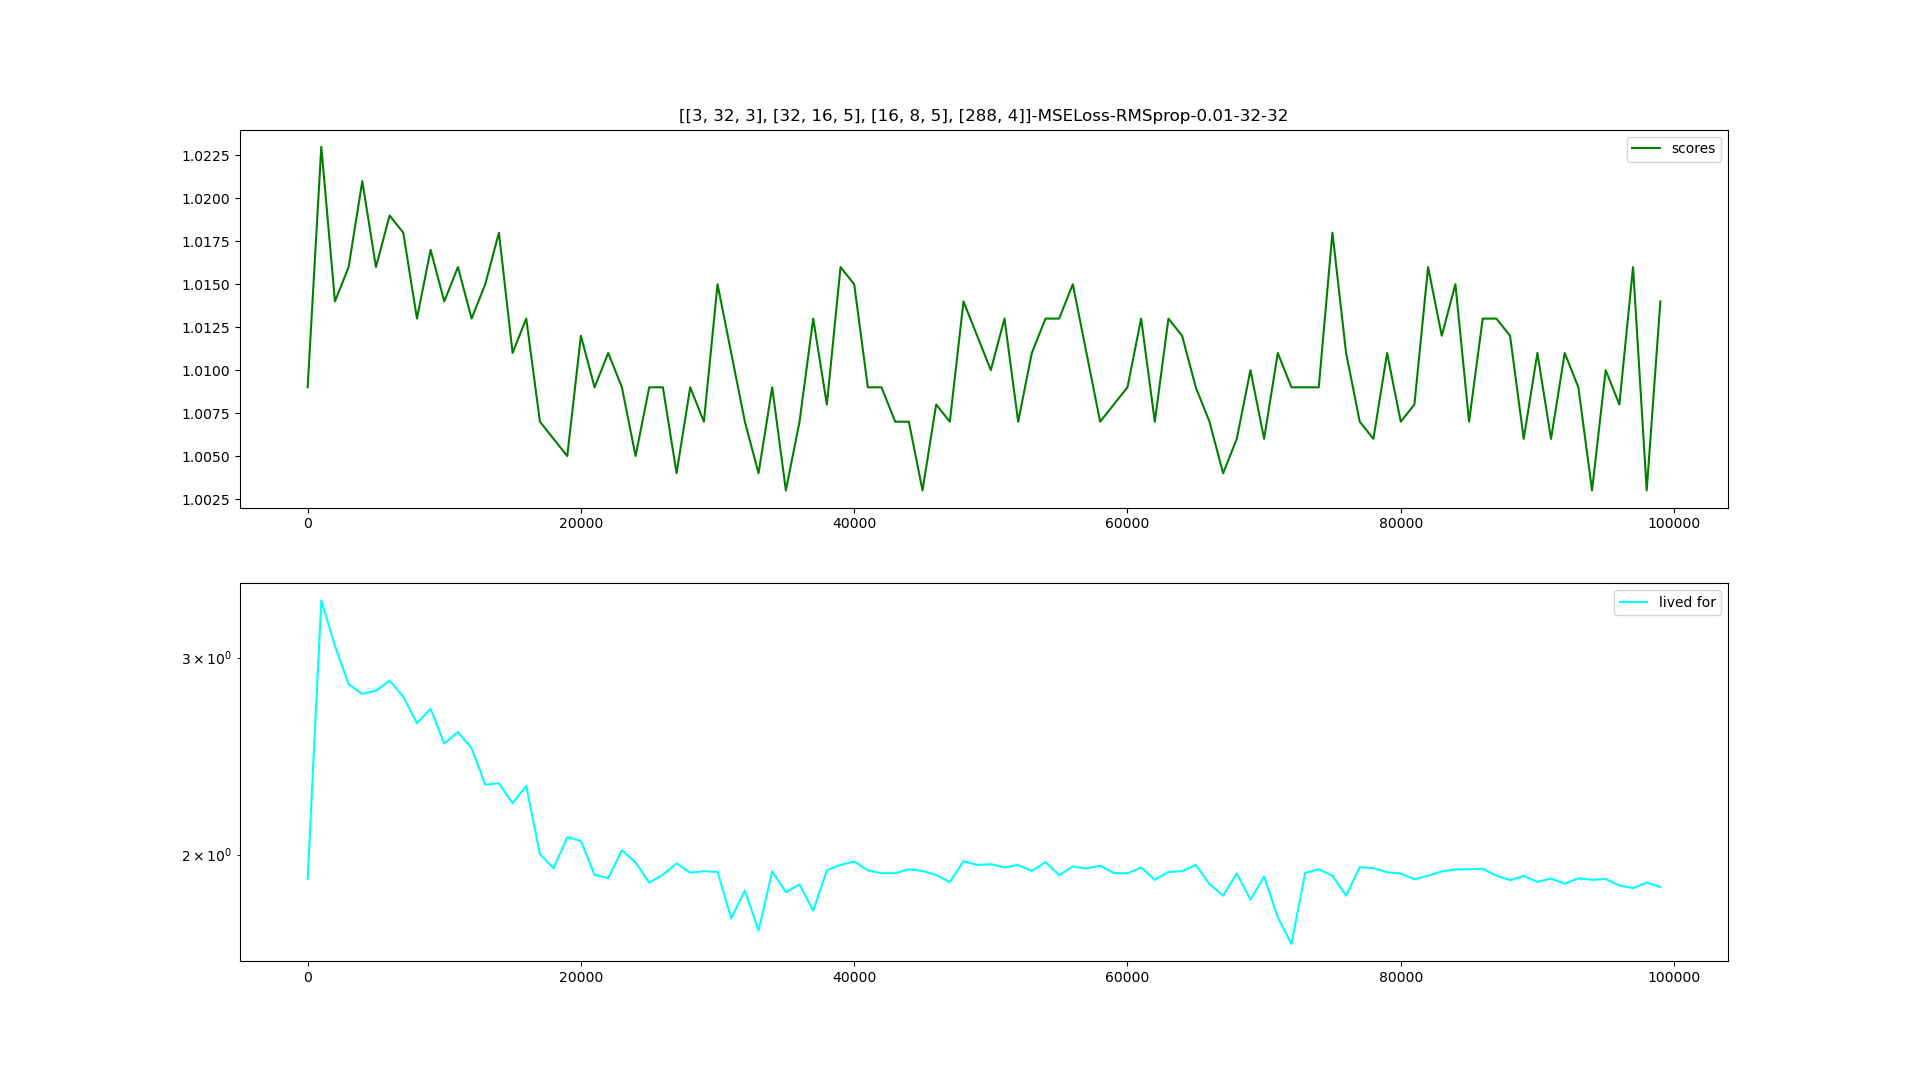 [[3, 32, 3], [32, 16, 5], [16, 8, 5], [288, 4]]-MSELoss-RMSprop-0.01-32-32
scores
1.0225
1.0200
1.0175
1.0150
1.0125
1.0100
1.0075
1.0050
1.0025
0 20000 40000 60000 80000 100000
lived for
3 × 10⁰
2 × 10⁰
0 20000 40000 60000 80000 100000